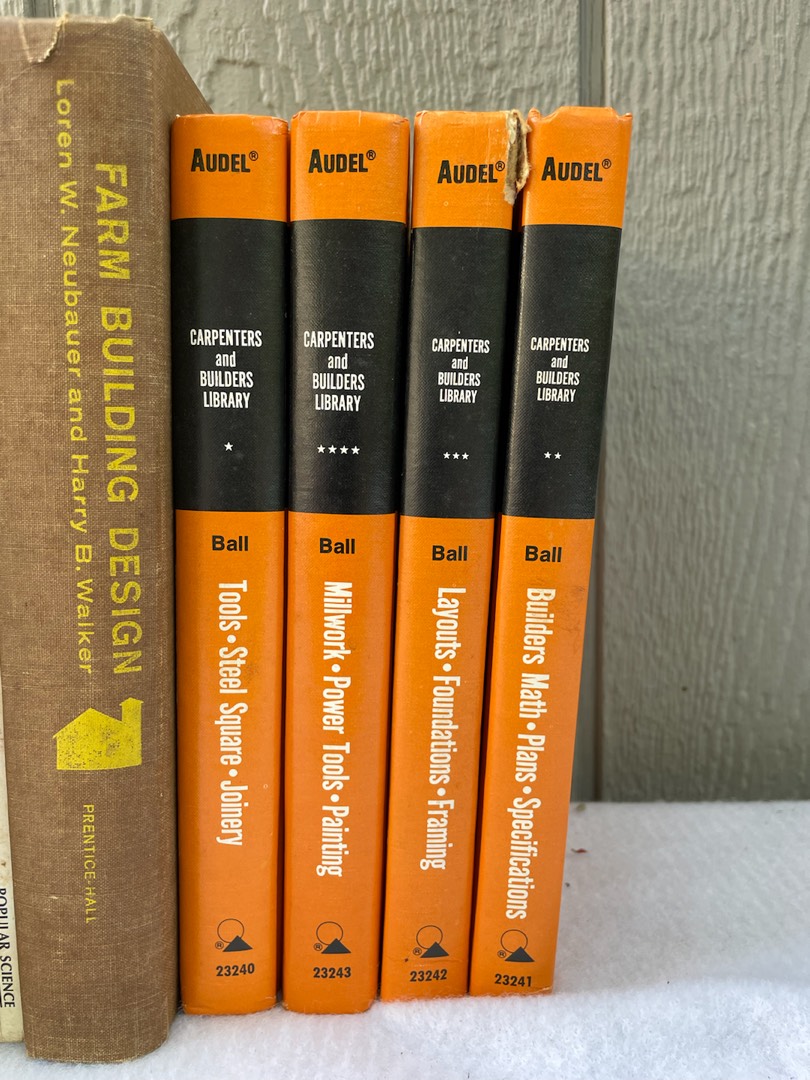 POPULAR SCIENCE
FARM BUILDING DESIGN
Loren W. Neubauer and Harry B. Walker
PRENTICE-HALL
AUDEL®
CARPENTERS
and
BUILDERS
LIBRARY
★
Ball
Tools • Steel Square • Joinery
®
23240
AUDEL®
CARPENTERS
and
BUILDERS
LIBRARY
★★★★
Ball
Millwork • Power Tools • Painting
®
23243
AUDEL®
CARPENTERS
and
BUILDERS
LIBRARY
★★★
Ball
Layouts • Foundations • Framing
®
23242
AUDEL®
CARPENTERS
and
BUILDERS
LIBRARY
★★
Ball
Builders Math • Plans • Specifications
®
23241